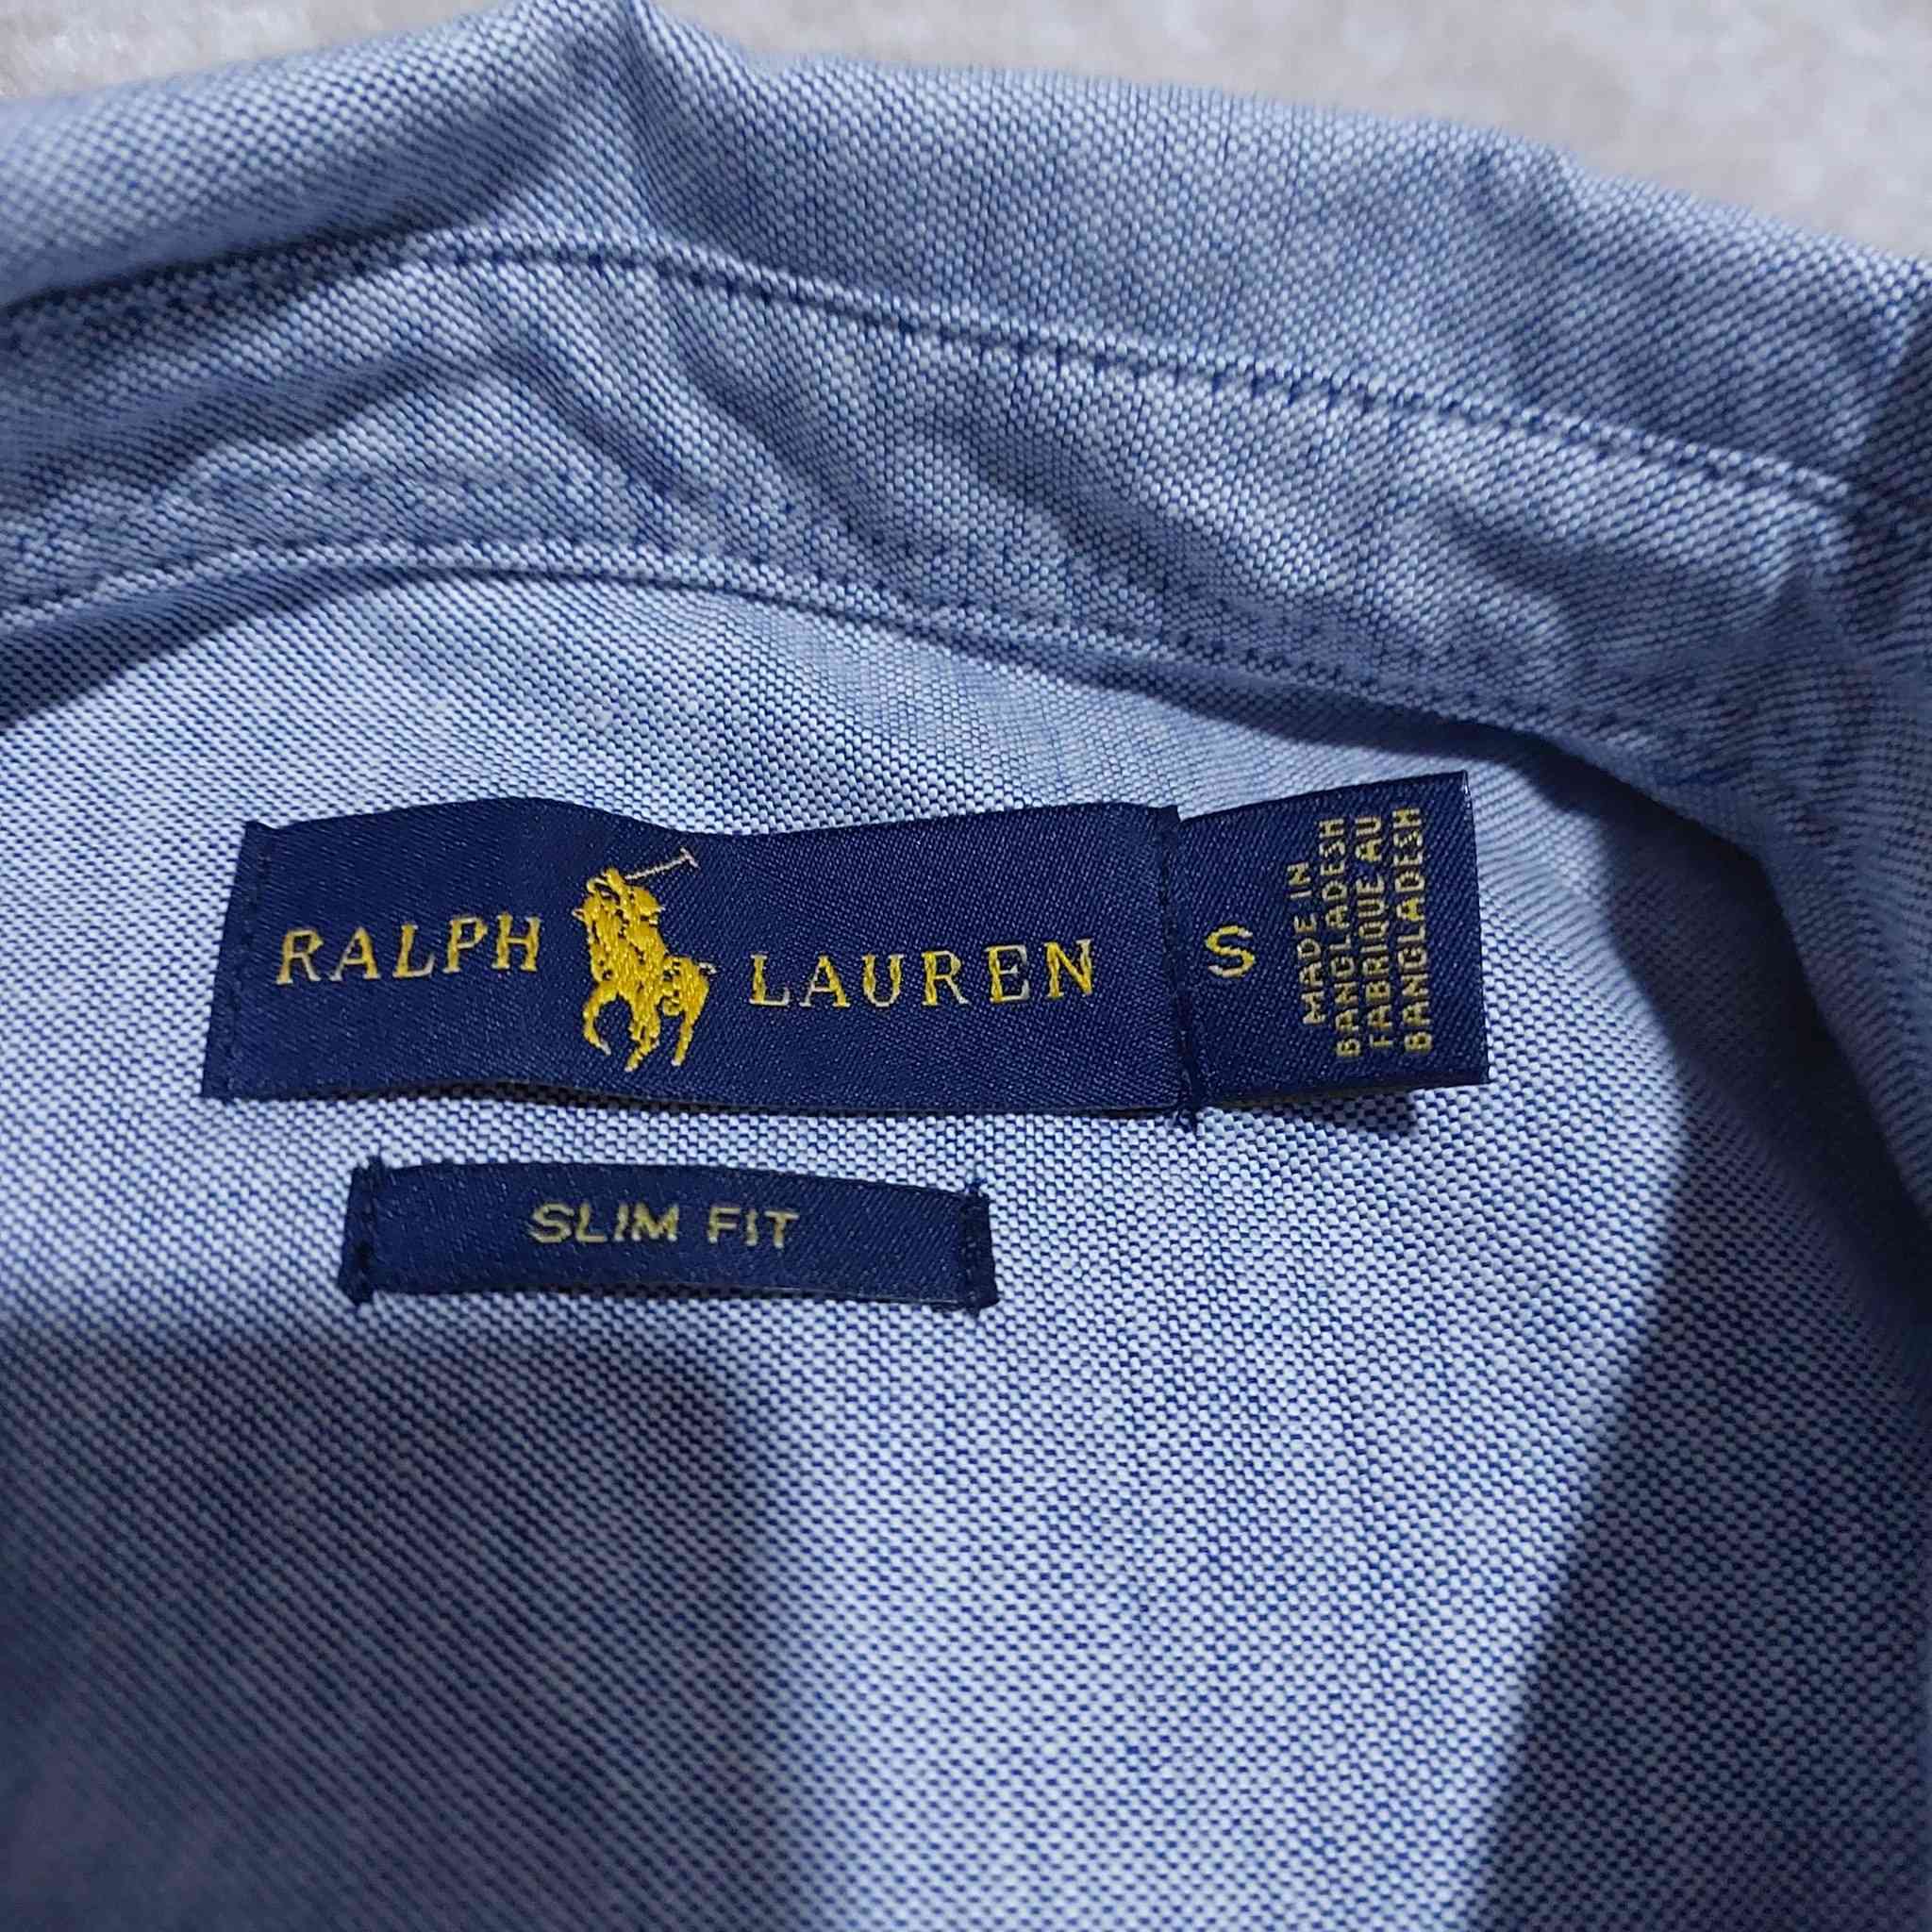 RALPH LAUREN
S
MADE IN
BANGLADESH
FABRIQUE AU
BANGLADESH
SLIM FIT